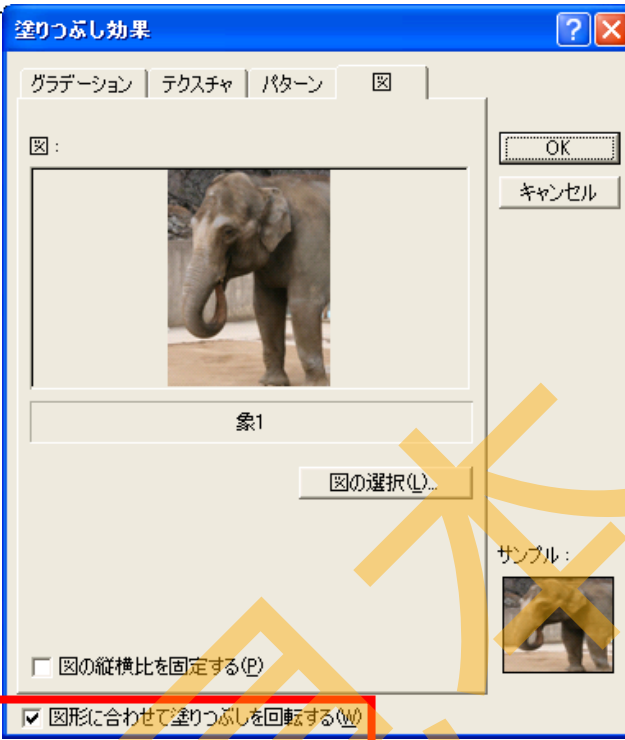 塗りつぶし効果
グラデーション テクスチャ パターン 図
図:
OK
キャンセル
象1
図の選択(L)...
サンプル:
図の縦横比を固定する(P)
図形に合わせて塗りつぶしを回転する(W)